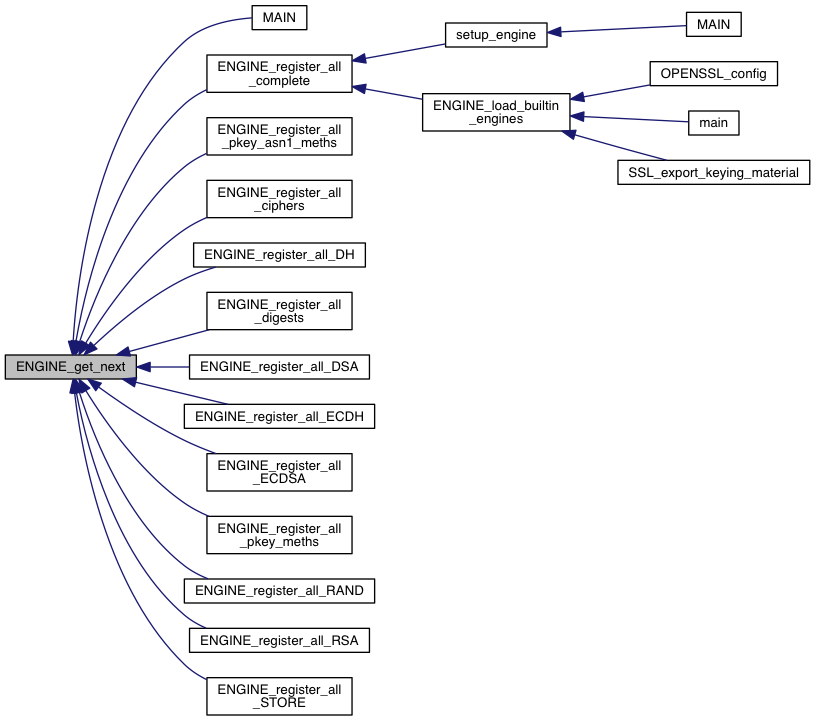 MAIN
setup_engine
MAIN
ENGINE_register_all
_complete
OPENSSL_config
ENGINE_load_builtin
_engines
main
SSL_export_keying_material
ENGINE_register_all
_pkey_asn1_meths
ENGINE_register_all
_ciphers
ENGINE_register_all_DH
ENGINE_register_all
_digests
ENGINE_get_next
ENGINE_register_all_DSA
ENGINE_register_all_ECDH
ENGINE_register_all
_ECDSA
ENGINE_register_all
_pkey_meths
ENGINE_register_all_RAND
ENGINE_register_all_RSA
ENGINE_register_all
_STORE